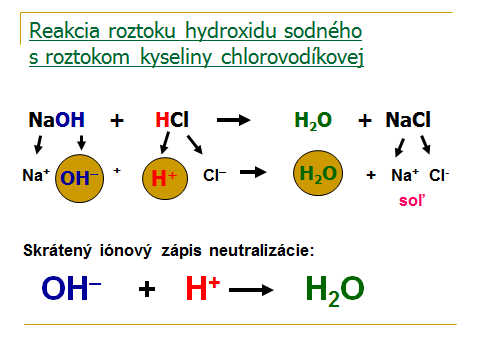 Reakcia roztoku hydroxidu sodného
s roztokom kyseliny chlorovodíkovej
NaOH + HCl → H₂O + NaCl
Na⁺ OH⁻ + H⁺ Cl⁻ → H₂O + Na⁺ Cl⁻
soľ
Skrátený iónový zápis neutralizácie:
OH⁻ + H⁺ → H₂O